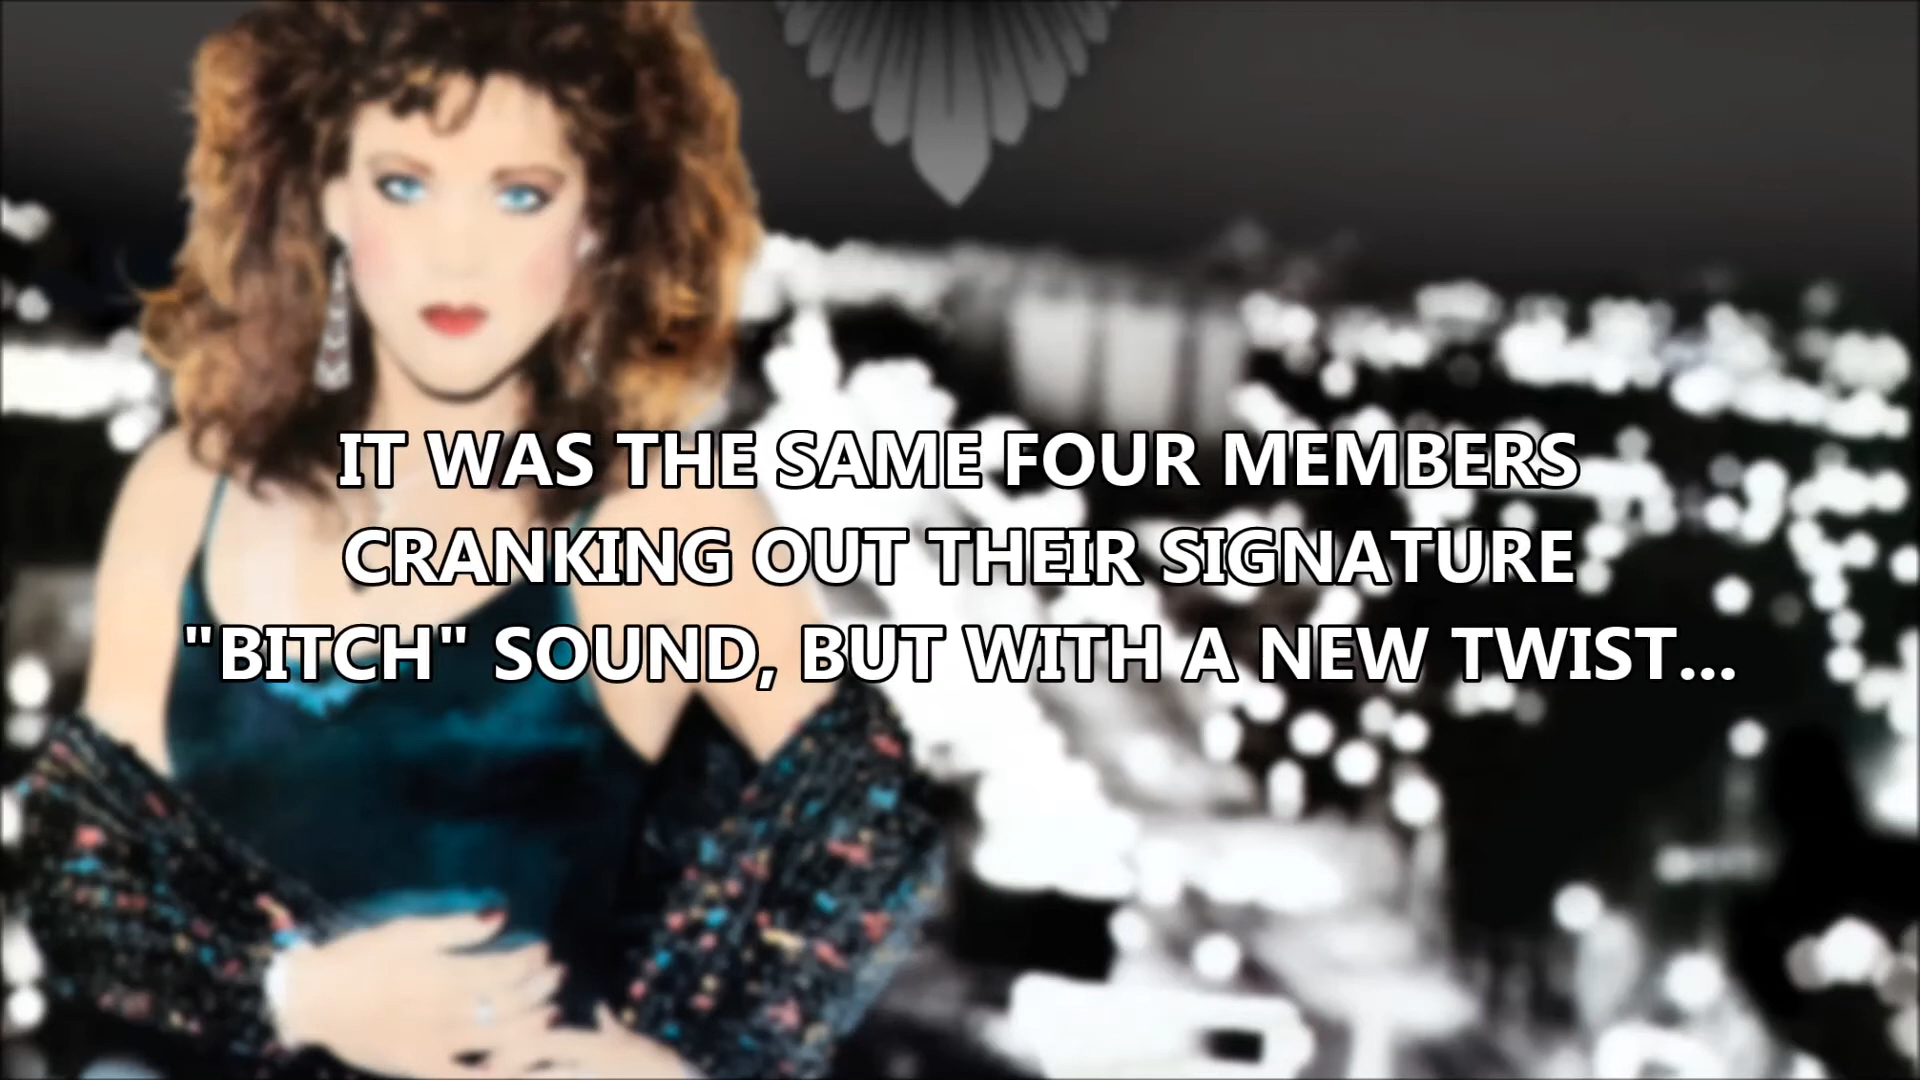 IT WAS THE SAME FOUR MEMBERS
CRANKING OUT THEIR SIGNATURE
"BITCH" SOUND, BUT WITH A NEW TWIST...